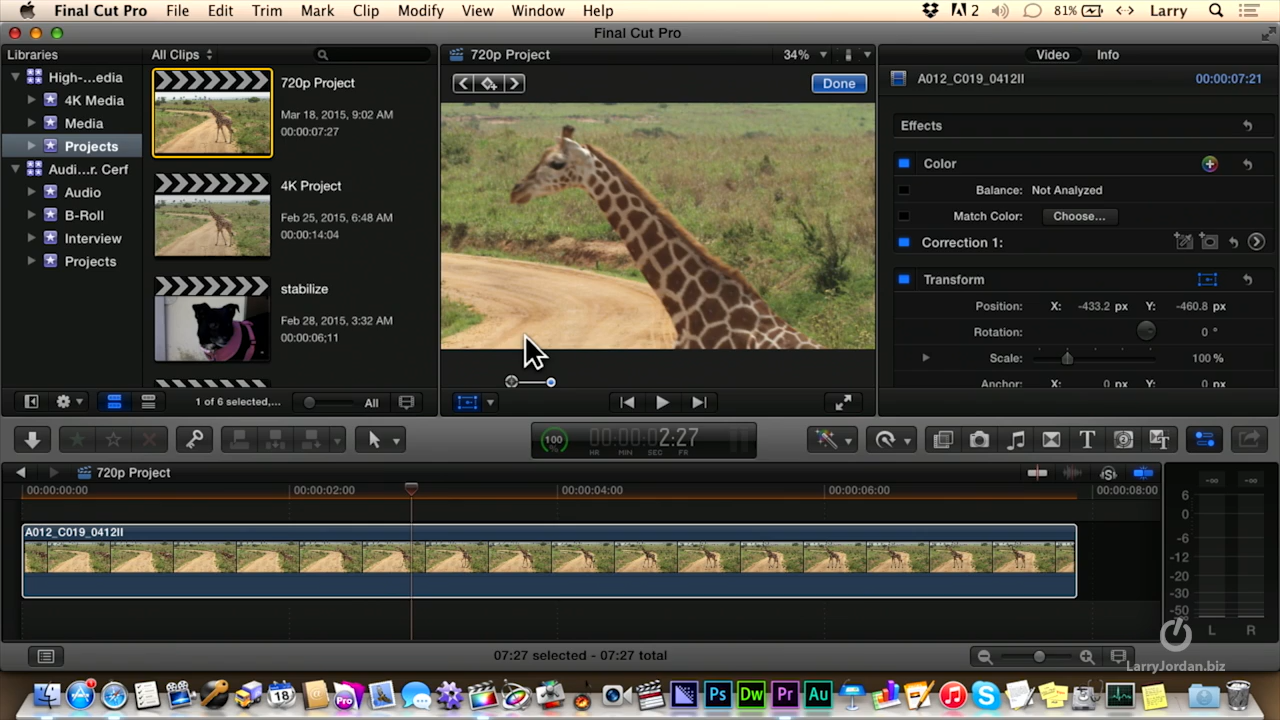 Final Cut Pro File Edit Trim Mark Clip Modify View Window Help 2 81% Larry
Final Cut Pro
Libraries All Clips 720p Project 34% Video Info
High-...edia
4K Media
Media
Projects
Audi...r. Cerf
Audio
B-Roll
Interview
Projects
720p Project
Mar 18, 2015, 9:02 AM
00:00:07:27
4K Project
Feb 25, 2015, 6:48 AM
00:00:14:04
stabilize
Feb 28, 2015, 3:32 AM
00:00:06;11
1 of 6 selected,... All
Done
A012_C019_0412II 00:00:07:21
Effects
Color
Balance: Not Analyzed
Match Color: Choose...
Correction 1:
Transform
Position: X: -433.2 px Y: -460.8 px
Rotation: 0 °
Scale: 100 %
Anchor: X: 0 px Y: 0 px
100 % 00:00:02:27
HR MIN SEC FR
720p Project
00:00:00:00 00:00:02:00 00:00:04:00 00:00:06:00 00:00:08:00
A012_C019_0412II
-∞ -∞
6
0
-6
-12
-20
-30
-50
L R
07:27 selected - 07:27 total
LarryJordan.biz
18 Pro Ps Dw Pr Au